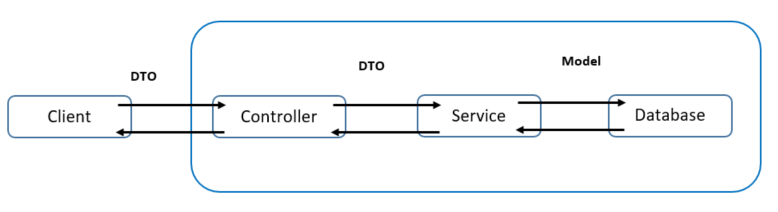 DTO
DTO
Model
Client
Controller
Service
Database